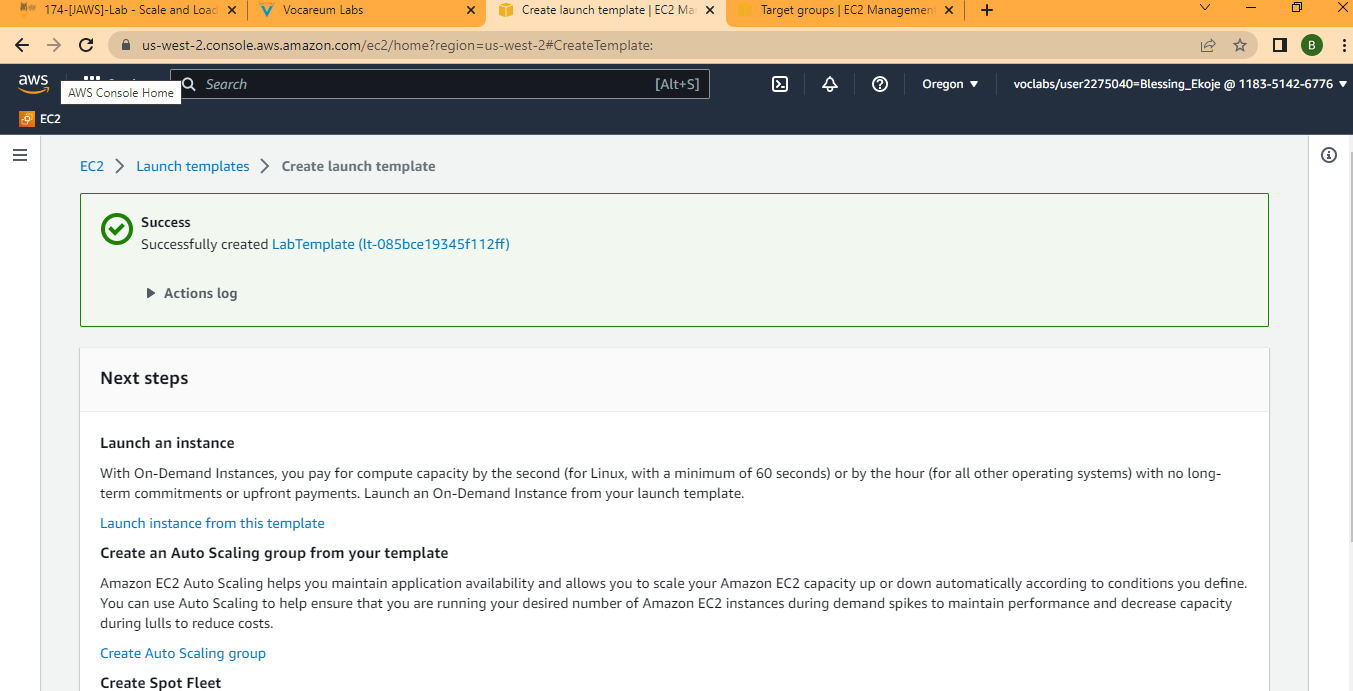 174-[JAWS]-Lab - Scale and Load
Vocareum Labs
Create launch template | EC2 Ma
Target groups | EC2 Management
us-west-2.console.aws.amazon.com/ec2/home?region=us-west-2#CreateTemplate:
B
aws
Search
[Alt+S]
Oregon
voclabs/user2275040=Blessing_Ekoje @ 1183-5142-6776
AWS Console Home
EC2
EC2 > Launch templates > Create launch template
Success
Successfully created LabTemplate (lt-085bce19345f112ff)
Actions log
Next steps
Launch an instance
With On-Demand Instances, you pay for compute capacity by the second (for Linux, with a minimum of 60 seconds) or by the hour (for all other operating systems) with no long-
term commitments or upfront payments. Launch an On-Demand Instance from your launch template.
Launch instance from this template
Create an Auto Scaling group from your template
Amazon EC2 Auto Scaling helps you maintain application availability and allows you to scale your Amazon EC2 capacity up or down automatically according to conditions you define.
You can use Auto Scaling to help ensure that you are running your desired number of Amazon EC2 instances during demand spikes to maintain performance and decrease capacity
during lulls to reduce costs.
Create Auto Scaling group
Create Spot Fleet